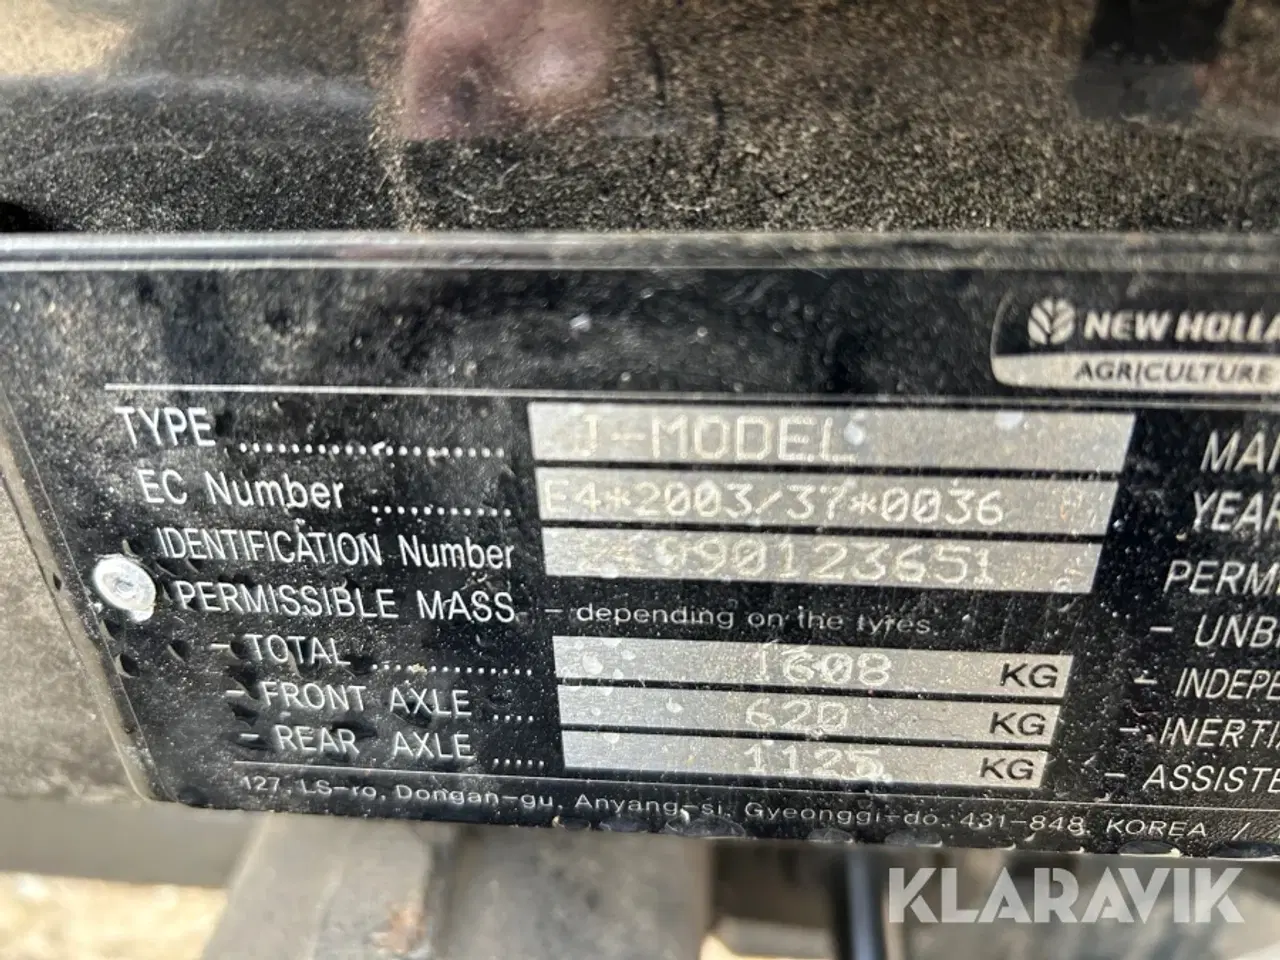 NEW HOLLA
AGRICULTURE
TYPE .................... J-MODEL
EC Number ............ E4*2003/37*0036
IDENTIFICATION Number
PERMISSIBLE MASS - depending on the tyres.
- TOTAL ............ 1608 KG
- FRONT AXLE .... 620 KG
- REAR AXLE ..... 1125 KG
127, LS-ro, Dongan-gu, Anyang-si, Gyeonggi-do, 431-848, KOREA /
MA
YEAR
PERM
- UNB
- INDEPE
- INERTI
- ASSISTE
KLARAVIK